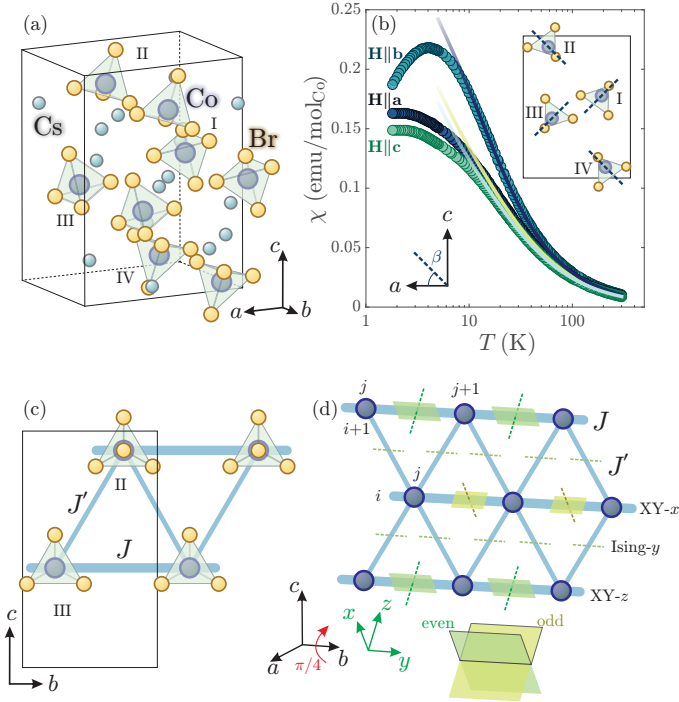 (a)
II
Co
I
Cs
Br
III
IV
c
a
b
(b)
χ (emu/mol_Co)
0.25
0.2
0.15
0.1
0.05
0
H∥b
H∥a
H∥c
II
I
III
IV
c
β
a
1
10
100
T (K)
(c)
II
J'
J
III
c
b
(d)
j
j+1
J
i+1
J'
j
i
XY-x
Ising-y
XY-z
c
a
b
π/4
x
z
y
even
odd